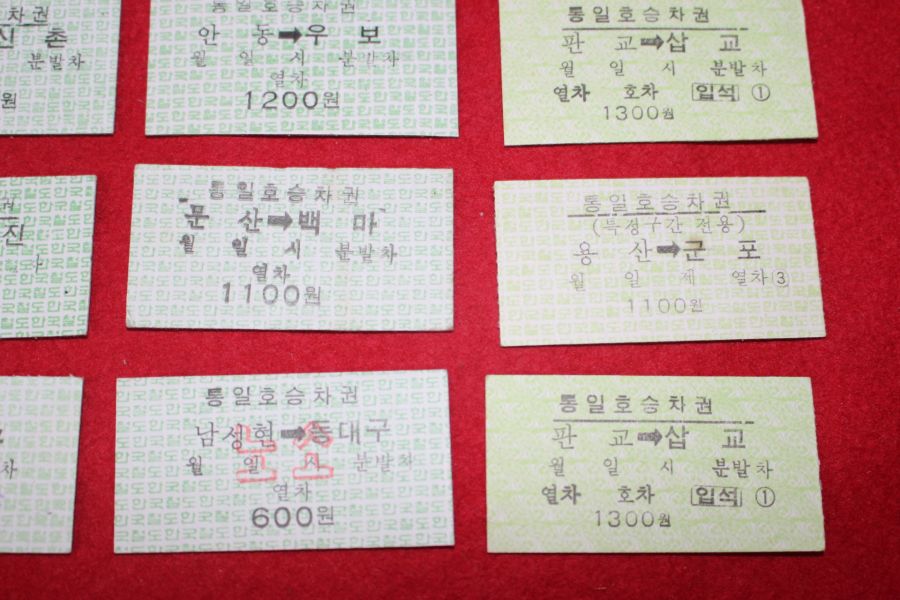 신 촌
분발차
원
통일호승차권
안 동➡우 보
월 일 시 분발차
열차
1200원
통일호승차권
판 교➡삽 교
월 일 시 분발차
열차 호차 입석 ①
1300원
권
진
차
통일호승차권
문 산➡백 마
월 일 시 분발차
열차
1100원
통일호승차권
(특정구간 전용)
용 산➡군 포
월 일 제 열차③
1100원
차
통일호승차권
남성현➡동대구
노소
월 일 시 분발차
열차
600원
통일호승차권
판 교➡삽 교
월 일 시 분발차
열차 호차 입석 ①
1300원